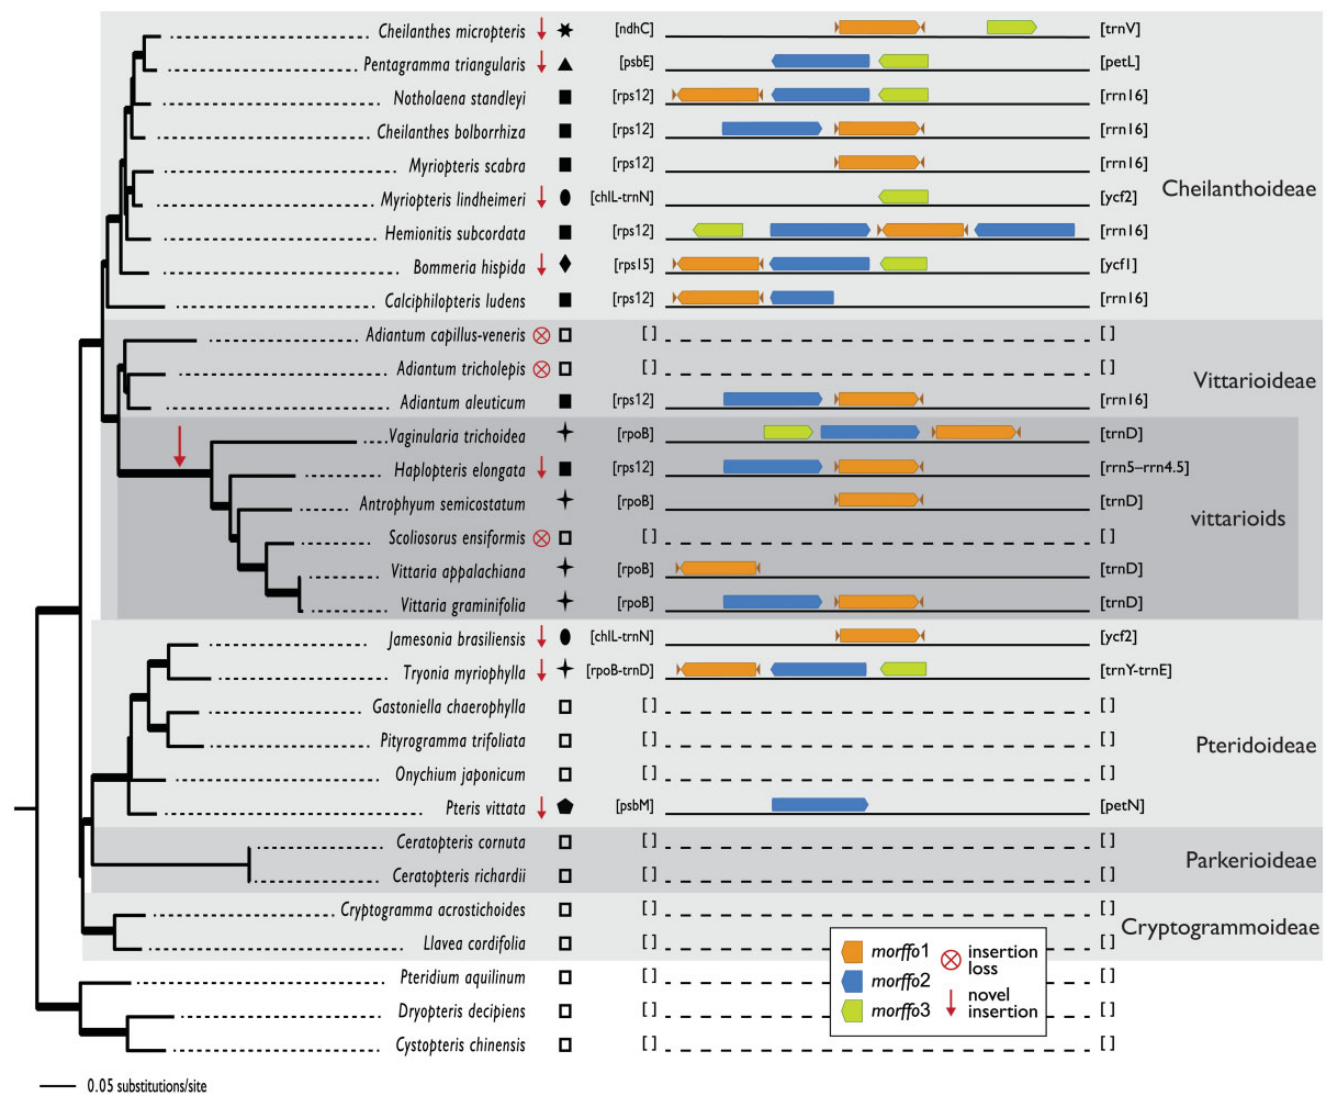 Cheilanthes micropteris [ndhC] [trnV]
Pentagramma triangularis [psbE] [petL]
Notholaena standleyi [rps12] [rrn16]
Cheilanthes bolborrhiza [rps12] [rrn16]
Myriopteris scabra [rps12] [rrn16]
Cheilanthoideae
Myriopteris lindheimeri [chlL-trnN] [ycf2]
Hemionitis subcordata [rps12] [rrn16]
Bommeria hispida [rps15] [ycf1]
Calciphilopteris ludens [rps12] [rrn16]
Adiantum capillus-veneris [ ] [ ]
Adiantum tricholepis [ ] [ ]
Vittarioideae
Adiantum aleuticum [rps12] [rrn16]
Vaginularia trichoidea [rpoB] [trnD]
Haplopteris elongata [rps12] [rrn5–rrn4.5]
Antrophyum semicostatum [rpoB] [trnD]
vittarioids
Scoliosorus ensiformis [ ] [ ]
Vittaria appalachiana [rpoB] [trnD]
Vittaria graminifolia [rpoB] [trnD]
Jamesonia brasiliensis [chlL-trnN] [ycf2]
Tryonia myriophylla [rpoB-trnD] [trnY-trnE]
Gastoniella chaerophylla [ ] [ ]
Pityrogramma trifoliata [ ] [ ]
Pteridoideae
Onychium japonicum [ ] [ ]
Pteris vittata [psbM] [petN]
Ceratopteris cornuta [ ] [ ]
Parkerioideae
Ceratopteris richardii [ ] [ ]
Cryptogramma acrostichoides [ ] [ ]
Cryptogrammoideae
Llavea cordifolia [ ] [ ]
Pteridium aquilinum [ ] [ ]
Dryopteris decipiens [ ] [ ]
Cystopteris chinensis [ ] [ ]
morffo1
insertion
loss
morffo2
novel
insertion
morffo3
0.05 substitutions/site